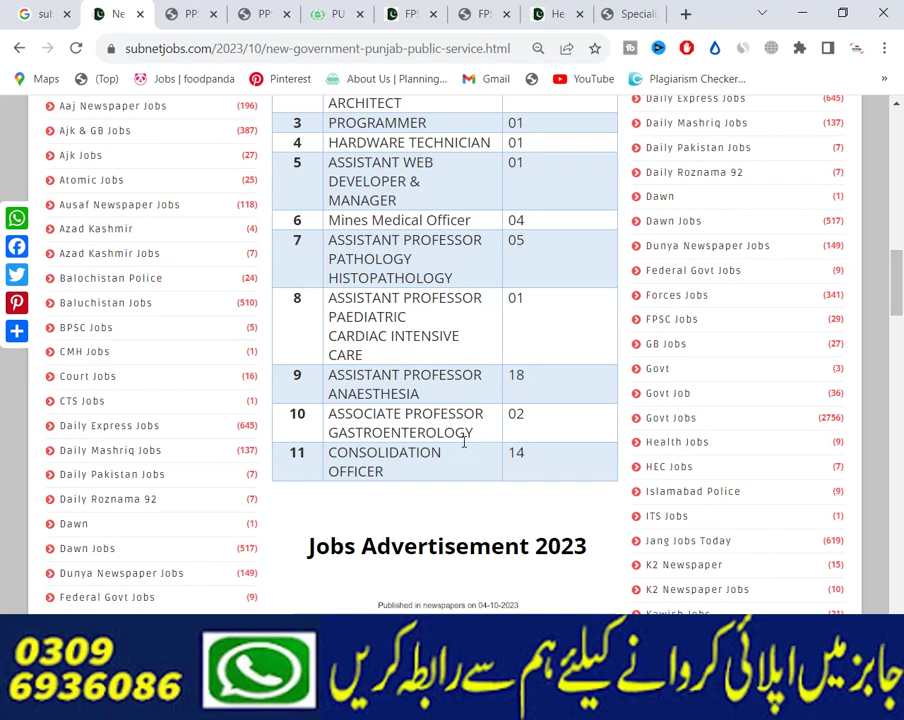 sul
Ne
PP
PP
PU
FP
FPS
He
Speciali
subnetjobs.com/2023/10/new-government-punjab-public-service.html
Maps
(Top)
Jobs | foodpanda
Pinterest
About Us | Planning...
Gmail
YouTube
Plagiarism Checker...
»
Aaj Newspaper Jobs (196)
Ajk & GB Jobs (387)
Ajk Jobs (27)
Atomic Jobs (25)
Ausaf Newspaper Jobs (118)
Azad Kashmir (4)
Azad Kashmir Jobs (7)
Balochistan Police (24)
Baluchistan Jobs (510)
BPSC Jobs (5)
CMH Jobs (1)
Court Jobs (16)
CTS Jobs (1)
Daily Express Jobs (645)
Daily Mashriq Jobs (137)
Daily Pakistan Jobs (7)
Daily Roznama 92 (7)
Dawn (1)
Dawn Jobs (517)
Dunya Newspaper Jobs (149)
Federal Govt Jobs (9)
ARCHITECT
3 PROGRAMMER 01
4 HARDWARE TECHNICIAN 01
5 ASSISTANT WEB 01
DEVELOPER &
MANAGER
6 Mines Medical Officer 04
7 ASSISTANT PROFESSOR 05
PATHOLOGY
HISTOPATHOLOGY
8 ASSISTANT PROFESSOR 01
PAEDIATRIC
CARDIAC INTENSIVE
CARE
9 ASSISTANT PROFESSOR 18
ANAESTHESIA
10 ASSOCIATE PROFESSOR 02
GASTROENTEROLOGY
11 CONSOLIDATION 14
OFFICER
Jobs Advertisement 2023
Published in newspapers on 04-10-2023
Daily Express Jobs (645)
Daily Mashriq Jobs (137)
Daily Pakistan Jobs (7)
Daily Roznama 92 (7)
Dawn (1)
Dawn Jobs (517)
Dunya Newspaper Jobs (149)
Federal Govt Jobs (9)
Forces Jobs (341)
FPSC Jobs (29)
GB Jobs (27)
Govt (3)
Govt Job (36)
Govt Jobs (2756)
Health Jobs (9)
HEC Jobs (7)
Islamabad Police (9)
ITS Jobs (1)
Jang Jobs Today (619)
K2 Newspaper (15)
K2 Newspaper Jobs (10)
Kawish Jobs (21)
0309
6936086
جابز میں اپلائی کروانے کیلئے ہم سے رابطہ کریں